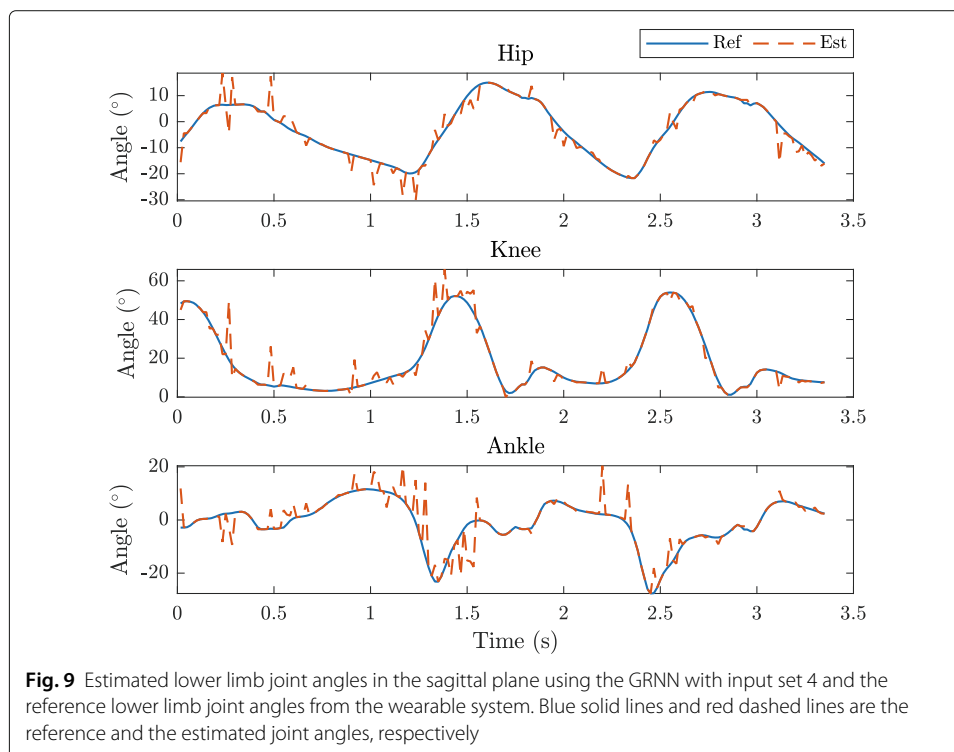 Ref Est
Hip
Angle (°)
10
0
-10
-20
-30
0 0.5 1 1.5 2 2.5 3 3.5
Knee
Angle (°)
60
40
20
0
0 0.5 1 1.5 2 2.5 3 3.5
Ankle
Angle (°)
20
0
-20
0 0.5 1 1.5 2 2.5 3 3.5
Time (s)
Fig. 9 Estimated lower limb joint angles in the sagittal plane using the GRNN with input set 4 and the
reference lower limb joint angles from the wearable system. Blue solid lines and red dashed lines are the
reference and the estimated joint angles, respectively